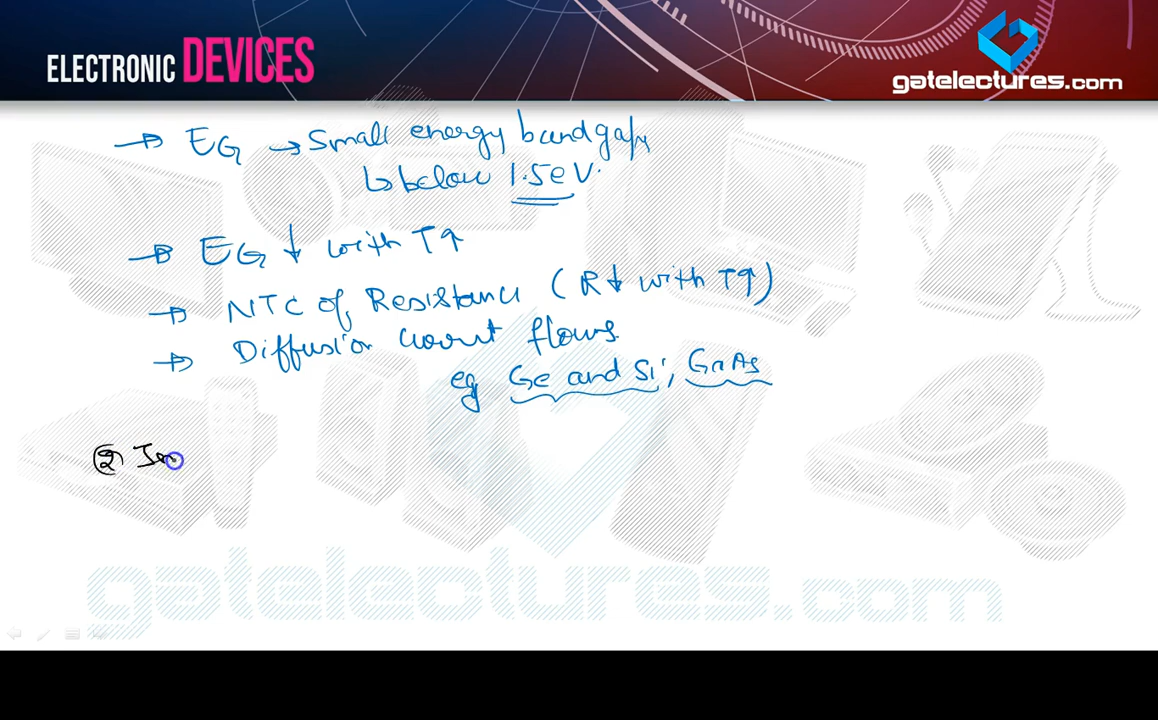 ELECTRONIC DEVICES
gatelectures.com
→ EG → Small energy bandgap
↳ below 1.5eV.
→ EG ↓ with T↑
→ NTC of Resistance (R↓ with T↑)
→ Diffusion current flows.
eg Ge and Si, GaAs
② In
gatelectures.com